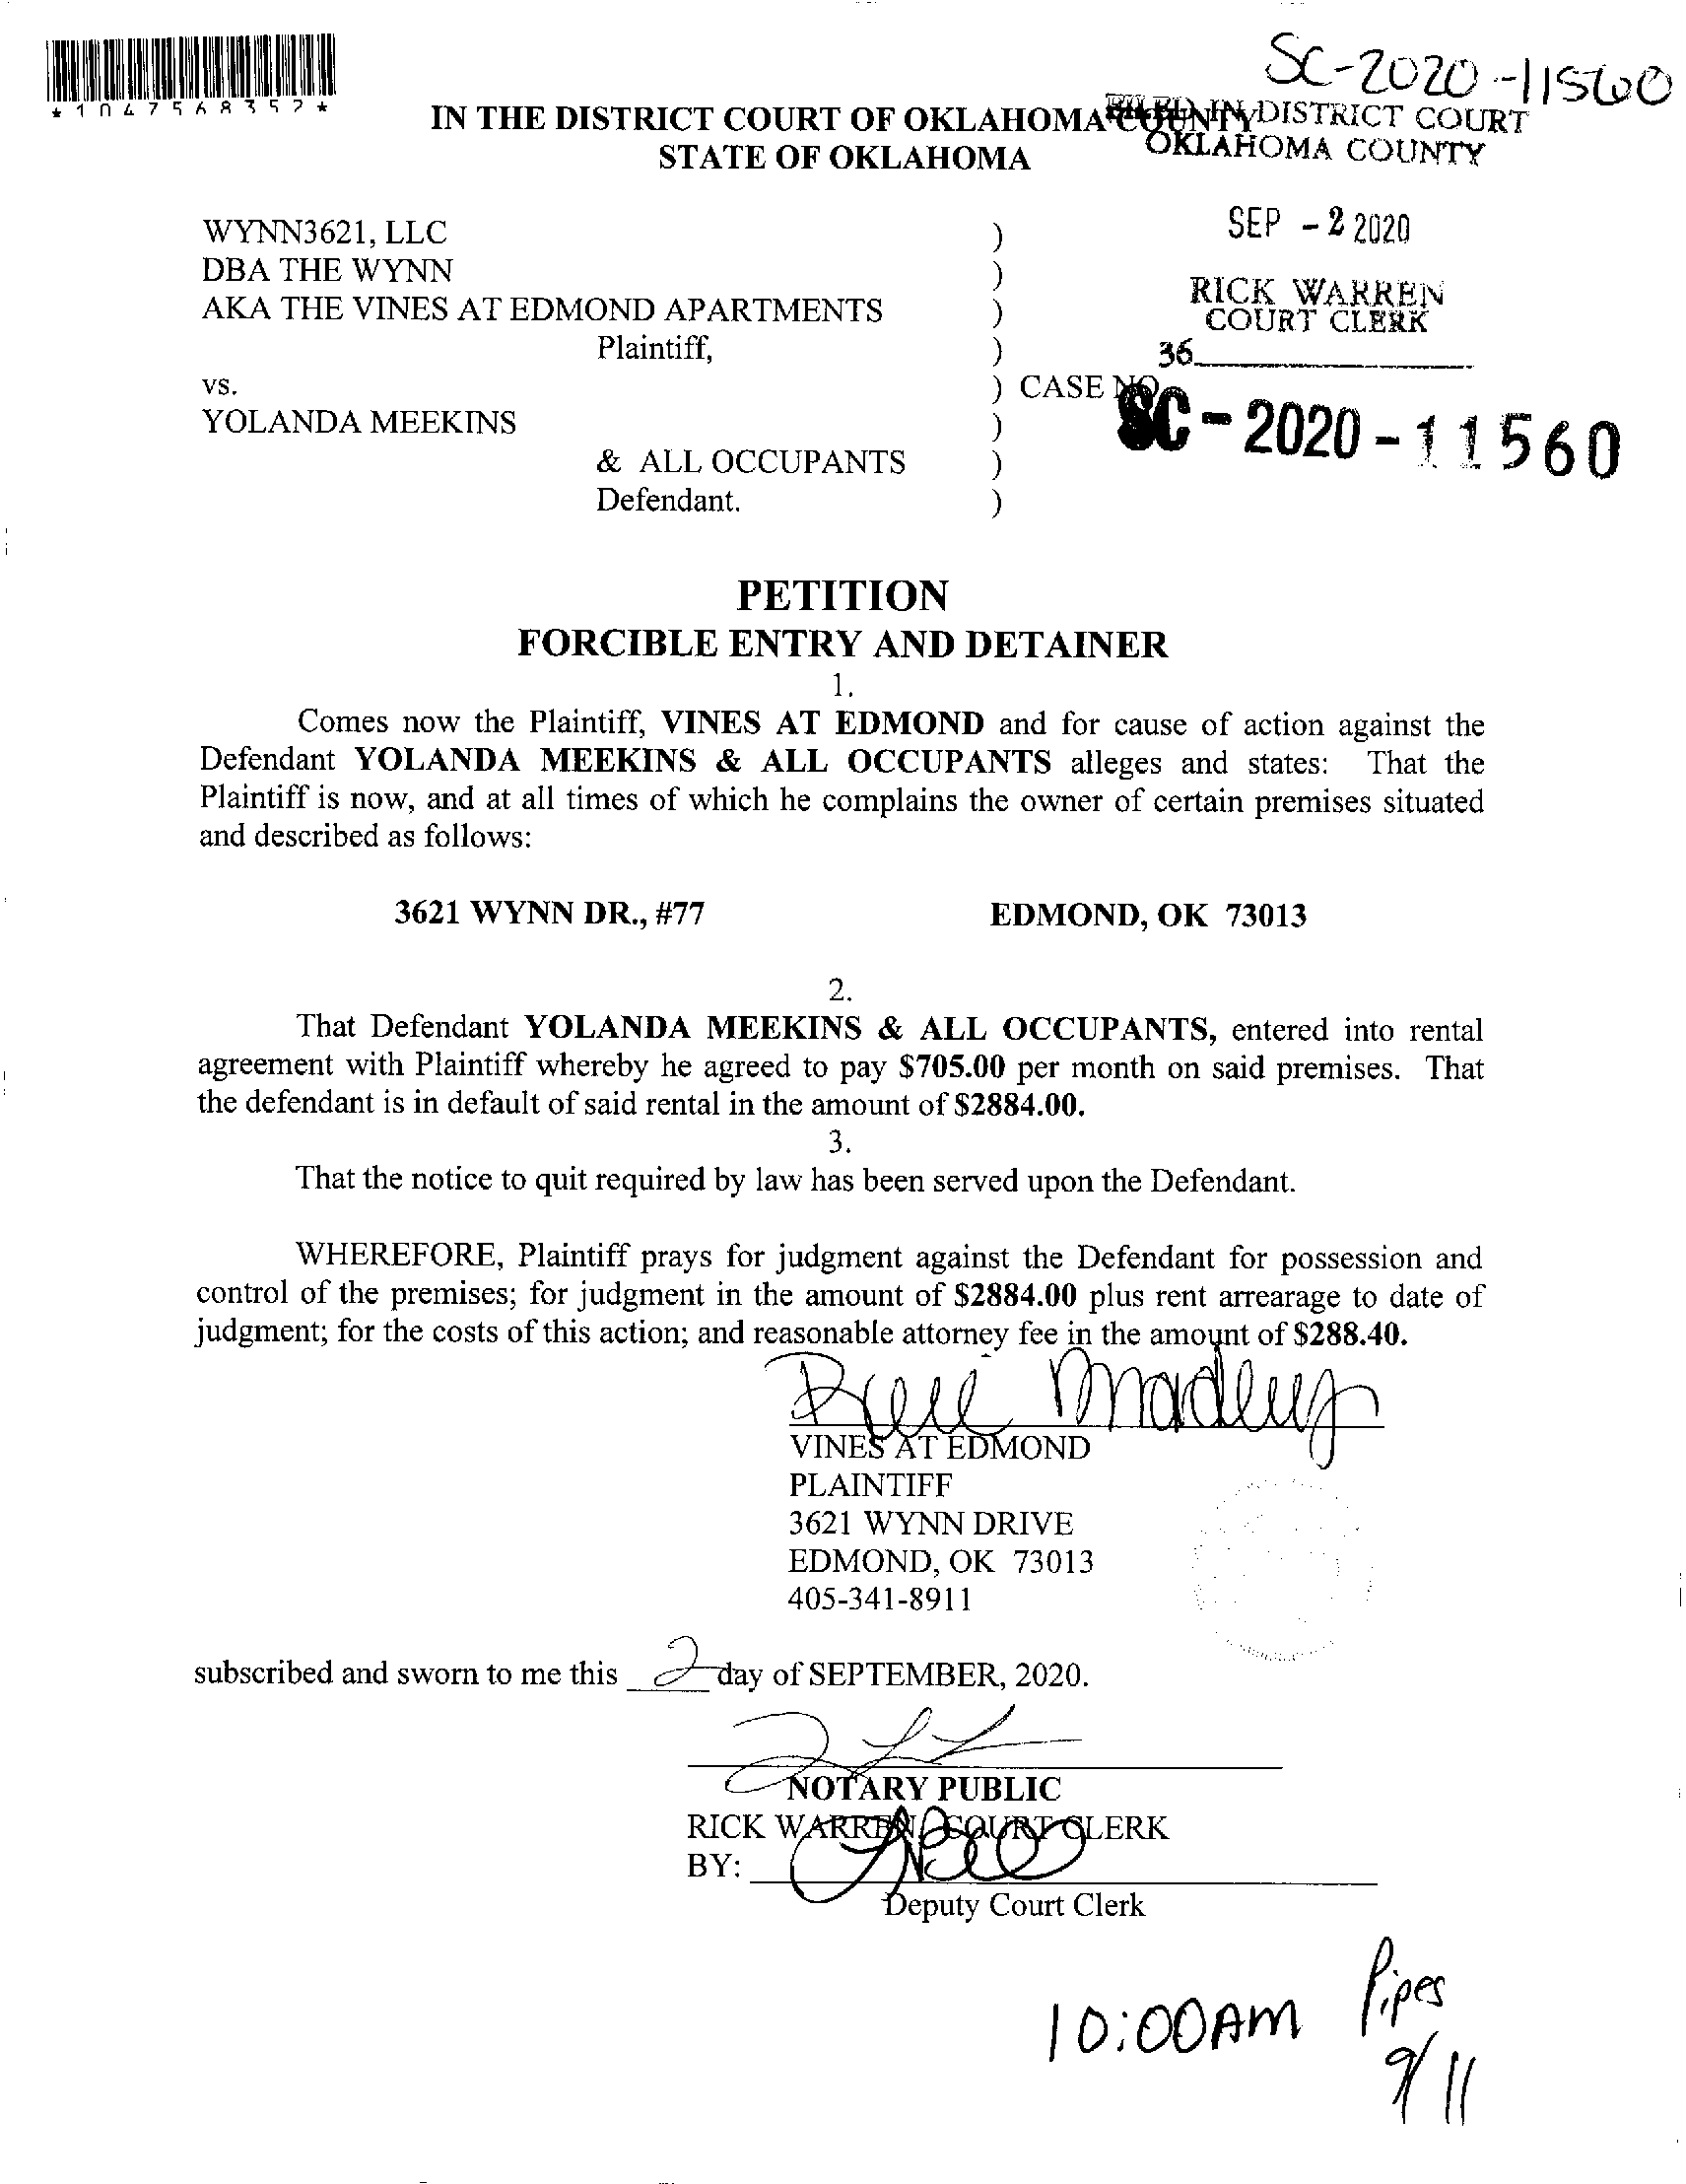 SC-2020-11560
*1047568352*
IN THE DISTRICT COURT OF OKLAHOMA COUNTY
STATE OF OKLAHOMA
FILED IN DISTRICT COURT
OKLAHOMA COUNTY
SEP - 2 2020
RICK WARREN
COURT CLERK
36
WYNN3621, LLC )
DBA THE WYNN )
AKA THE VINES AT EDMOND APARTMENTS )
Plaintiff, )
vs. ) CASE NO.
SC-2020-11560
YOLANDA MEEKINS )
& ALL OCCUPANTS )
Defendant. )
PETITION
FORCIBLE ENTRY AND DETAINER
1.
Comes now the Plaintiff, VINES AT EDMOND and for cause of action against the
Defendant YOLANDA MEEKINS & ALL OCCUPANTS alleges and states: That the
Plaintiff is now, and at all times of which he complains the owner of certain premises situated
and described as follows:
3621 WYNN DR., #77 EDMOND, OK 73013
2.
That Defendant YOLANDA MEEKINS & ALL OCCUPANTS, entered into rental
agreement with Plaintiff whereby he agreed to pay $705.00 per month on said premises. That
the defendant is in default of said rental in the amount of $2884.00.
3.
That the notice to quit required by law has been served upon the Defendant.
WHEREFORE, Plaintiff prays for judgment against the Defendant for possession and
control of the premises; for judgment in the amount of $2884.00 plus rent arrearage to date of
judgment; for the costs of this action; and reasonable attorney fee in the amount of $288.40.
VINES AT EDMOND
PLAINTIFF
3621 WYNN DRIVE
EDMOND, OK 73013
405-341-8911
subscribed and sworn to me this 2 day of SEPTEMBER, 2020.
NOTARY PUBLIC
RICK WARREN, COURT CLERK
BY:
Deputy Court Clerk
10:00AM Pipes
9/11